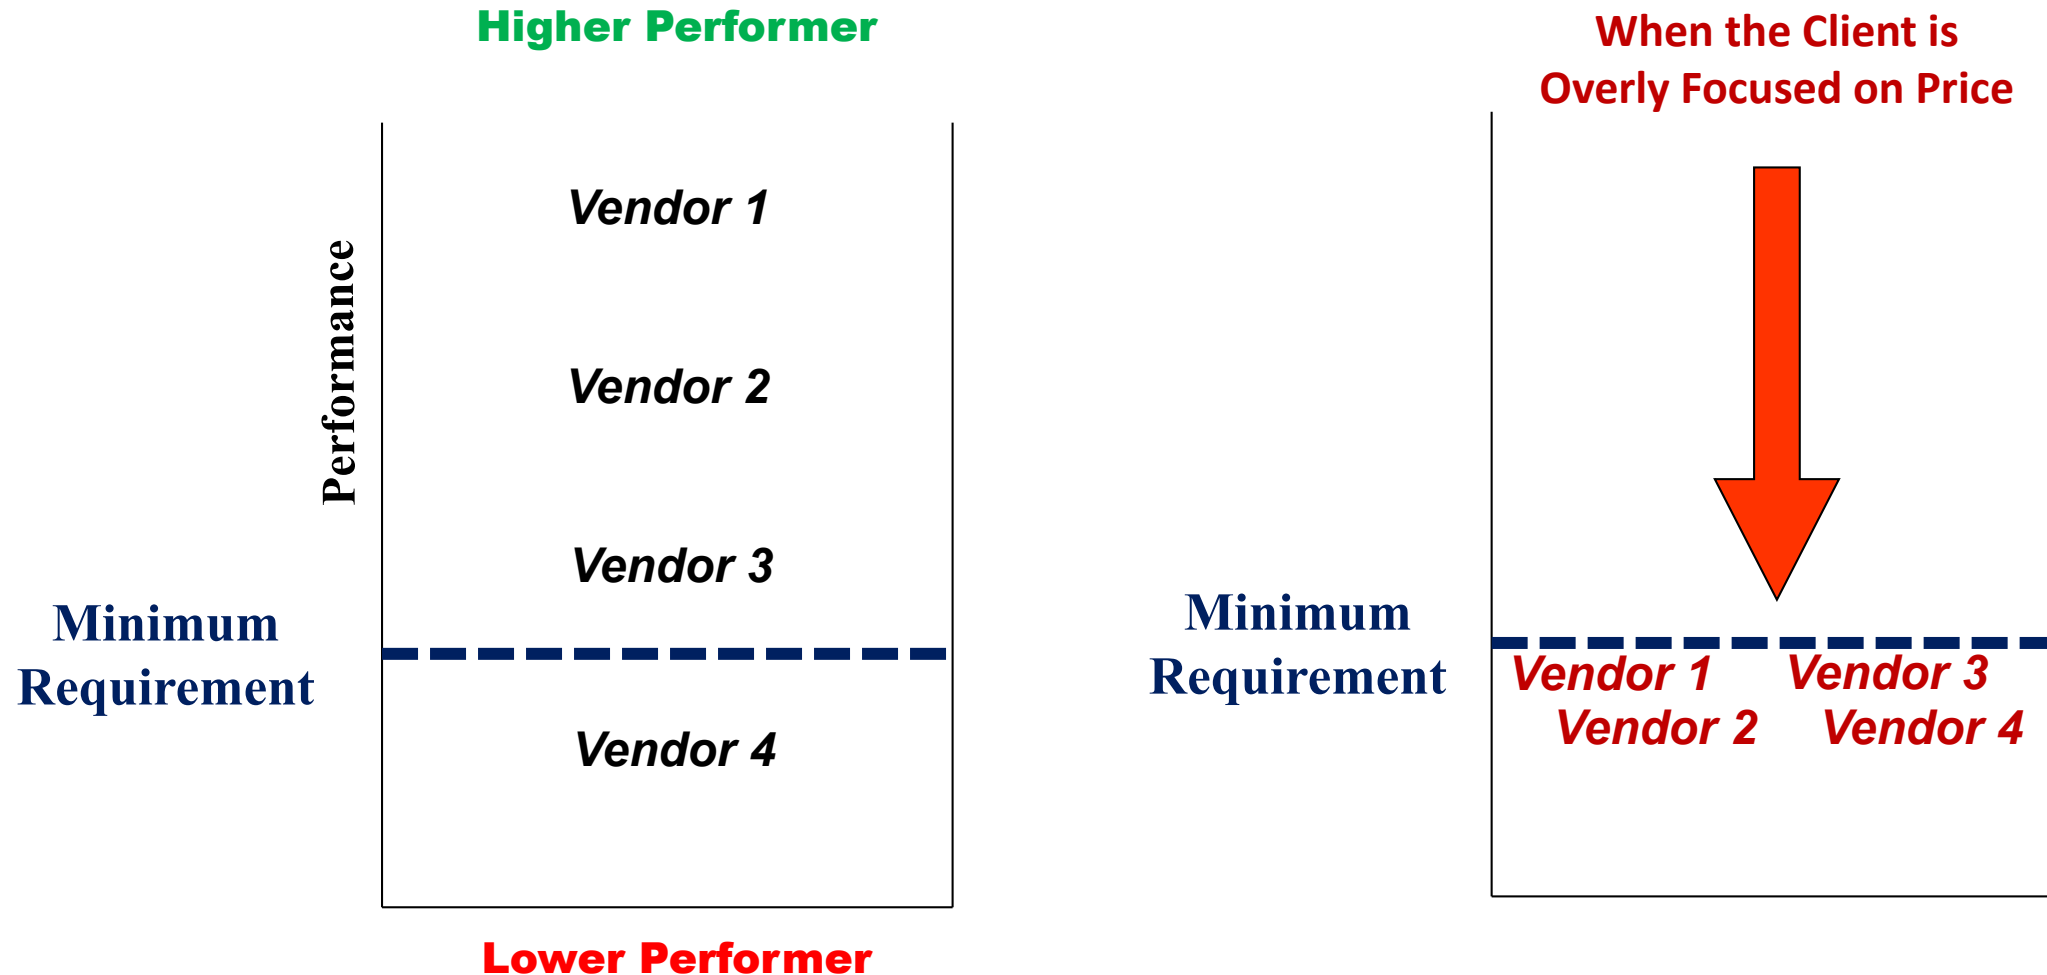 Higher Performer
Performance
Vendor 1
Vendor 2
Vendor 3
Minimum
Requirement
Vendor 4
Lower Performer
When the Client is
Overly Focused on Price
Minimum
Requirement
Vendor 1 Vendor 3
Vendor 2 Vendor 4